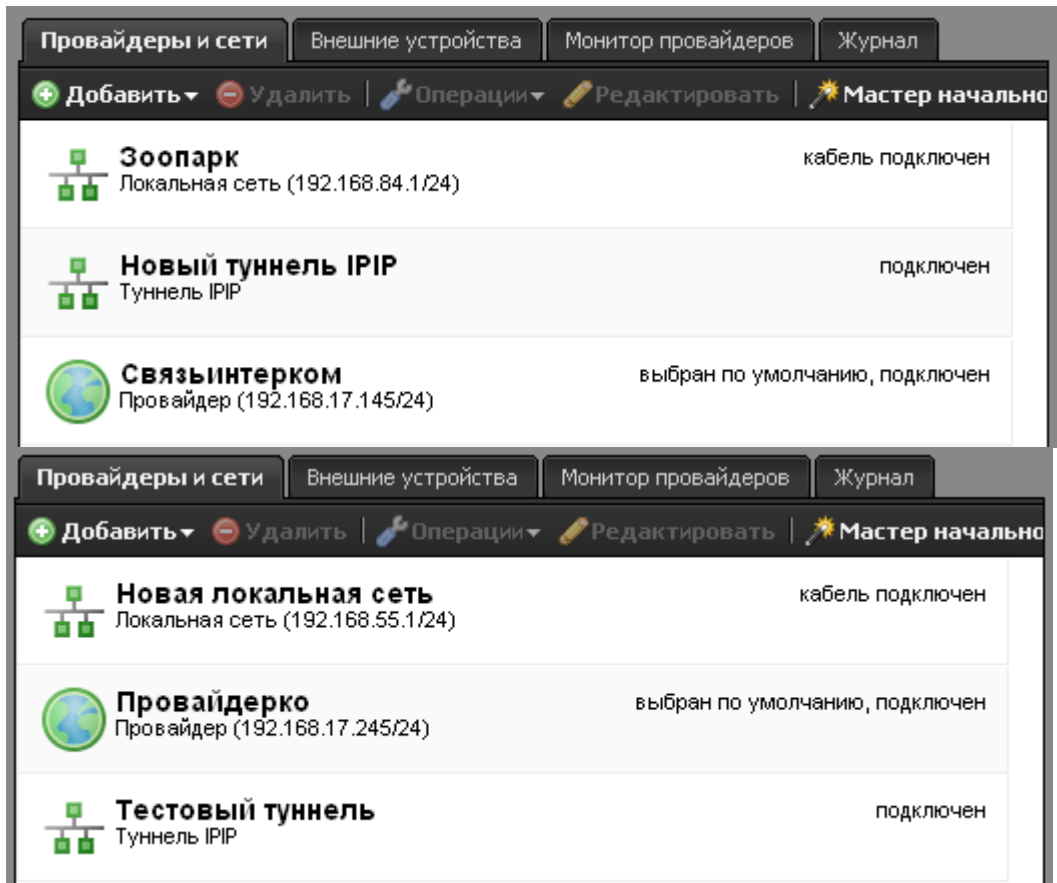 Провайдеры и сети Внешние устройства Монитор провайдеров Журнал
Добавить Удалить Операции Редактировать Мастер начально
Зоопарк кабель подключен
Локальная сеть (192.168.84.1/24)
Новый туннель IPIP подключен
Туннель IPIP
Связьинтерком выбран по умолчанию, подключен
Провайдер (192.168.17.145/24)
Провайдеры и сети Внешние устройства Монитор провайдеров Журнал
Добавить Удалить Операции Редактировать Мастер начально
Новая локальная сеть кабель подключен
Локальная сеть (192.168.55.1/24)
Провайдерко выбран по умолчанию, подключен
Провайдер (192.168.17.245/24)
Тестовый туннель подключен
Туннель IPIP